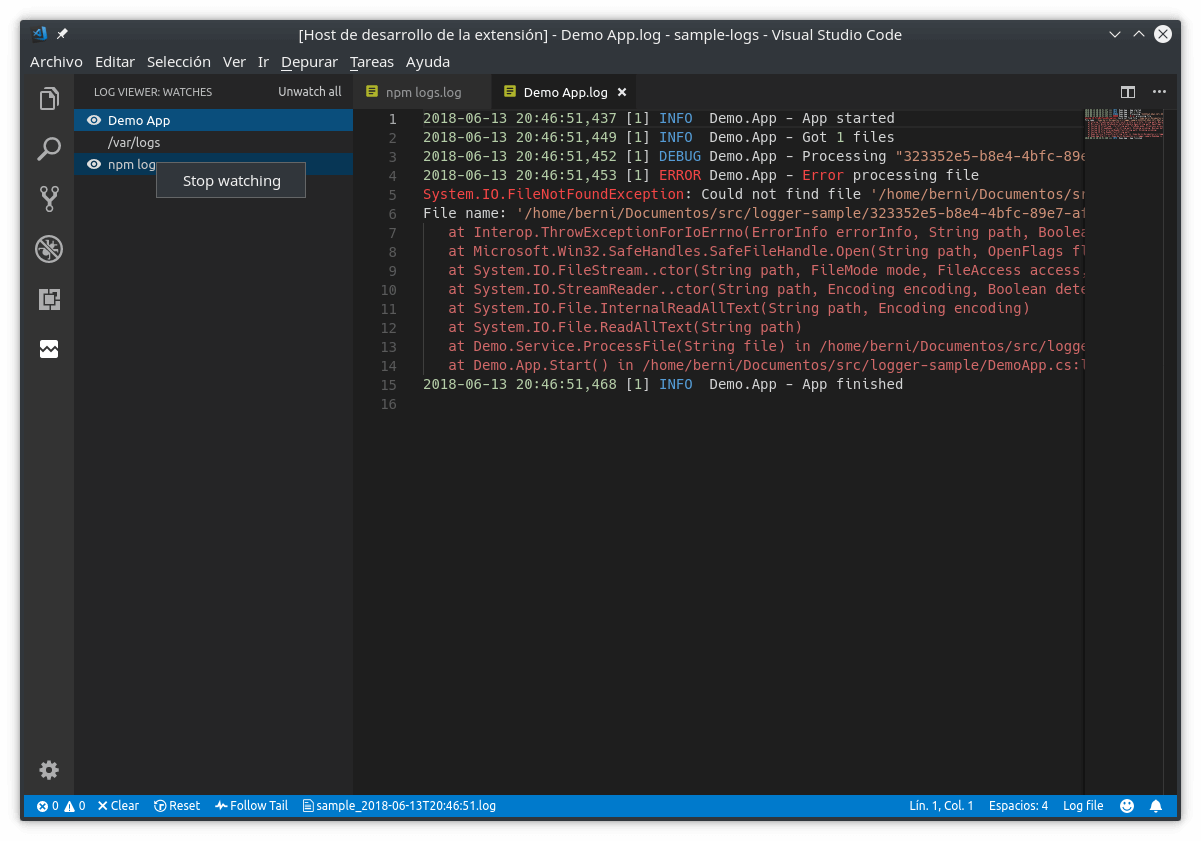 [Host de desarrollo de la extensión] - Demo App.log - sample-logs - Visual Studio Code
Archivo Editar Selección Ver Ir Depurar Tareas Ayuda
LOG VIEWER: WATCHES Unwatch all
Demo App
/var/logs
npm log
Stop watching
npm logs.log Demo App.log
1 2018-06-13 20:46:51,437 [1] INFO  Demo.App - App started
2 2018-06-13 20:46:51,449 [1] INFO  Demo.App - Got 1 files
3 2018-06-13 20:46:51,452 [1] DEBUG Demo.App - Processing "323352e5-b8e4-4bfc-89e
4 2018-06-13 20:46:51,453 [1] ERROR Demo.App - Error processing file
5 System.IO.FileNotFoundException: Could not find file '/home/berni/Documentos/sr
6 File name: '/home/berni/Documentos/src/logger-sample/323352e5-b8e4-4bfc-89e7-af
7    at Interop.ThrowExceptionForIoErrno(ErrorInfo errorInfo, String path, Boolea
8    at Microsoft.Win32.SafeHandles.SafeFileHandle.Open(String path, OpenFlags fl
9    at System.IO.FileStream..ctor(String path, FileMode mode, FileAccess access,
10    at System.IO.StreamReader..ctor(String path, Encoding encoding, Boolean dete
11    at System.IO.File.InternalReadAllText(String path, Encoding encoding)
12    at System.IO.File.ReadAllText(String path)
13    at Demo.Service.ProcessFile(String file) in /home/berni/Documentos/src/logge
14    at Demo.App.Start() in /home/berni/Documentos/src/logger-sample/DemoApp.cs:l
15 2018-06-13 20:46:51,468 [1] INFO  Demo.App - App finished
16
0 0 Clear Reset Follow Tail sample_2018-06-13T20:46:51.log Lín. 1, Col. 1 Espacios: 4 Log file